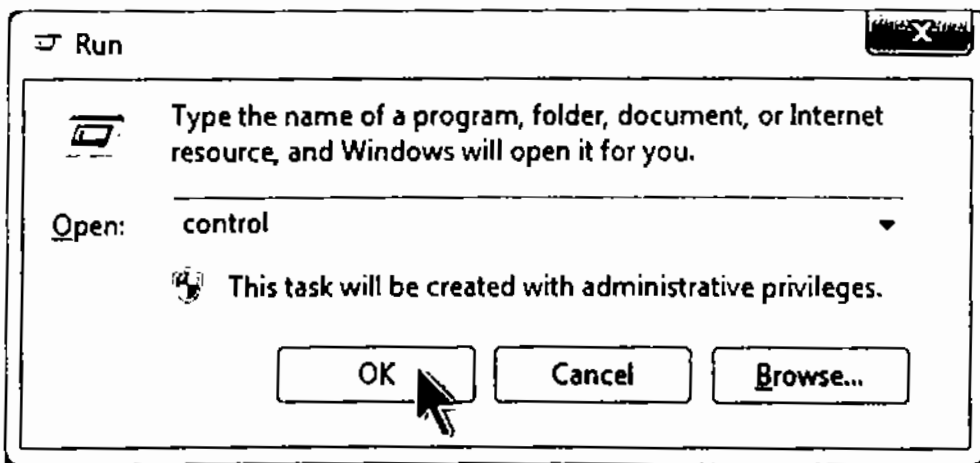 Run
Type the name of a program, folder, document, or Internet
resource, and Windows will open it for you.
Open: control
This task will be created with administrative privileges.
OK Cancel Browse...